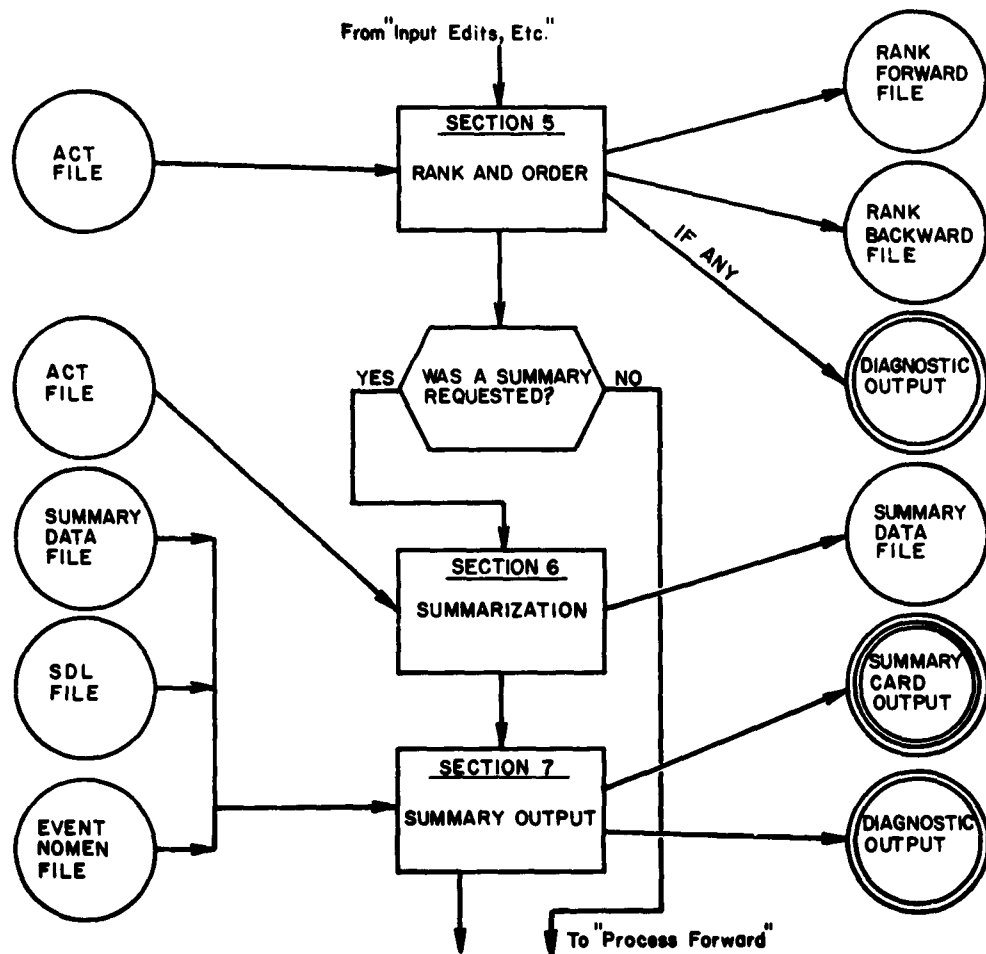 From "Input Edits, Etc."
RANK
FORWARD
FILE
SECTION 5
RANK AND ORDER
ACT
FILE
RANK
BACKWARD
FILE
IF ANY
DIAGNOSTIC
OUTPUT
ACT
FILE
YES
WAS A SUMMARY
REQUESTED?
NO
SUMMARY
DATA
FILE
SUMMARY
DATA
FILE
SECTION 6
SUMMARIZATION
SDL
FILE
SUMMARY
CARD
OUTPUT
SECTION 7
SUMMARY OUTPUT
EVENT
NOMEN
FILE
DIAGNOSTIC
OUTPUT
To "Process Forward"